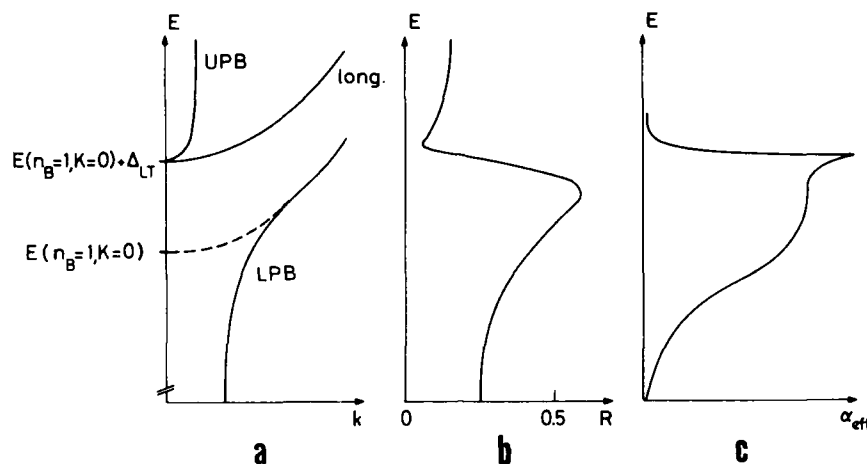 E
UPB
long.
E(n_B=1,K=0)+Δ_LT
E(n_B=1,K=0)
LPB
k
a
E
0
0.5
R
b
E
α_eff
c